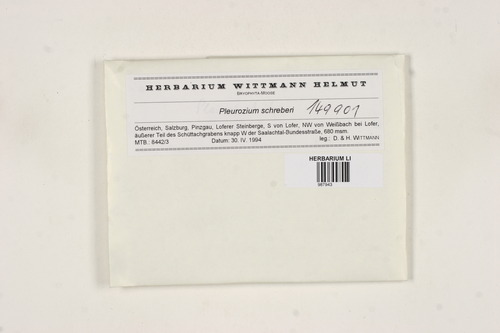 HERBARIUM WITTMANN HELMUT
BRYOPHYTA-MOOSE
Pleurozium schreberi 149901
Österreich, Salzburg, Pinzgau, Loferer Steinberge, S von Lofer, NW von Weißbach bei Lofer,
äußerer Teil des Schüttachgrabens knapp W der Saalachtal-Bundesstraße, 660 msm.
MTB.: 8442/3 Datum: 30. IV. 1994 leg.: D. & H. WITTMANN
HERBARIUM LI
987943